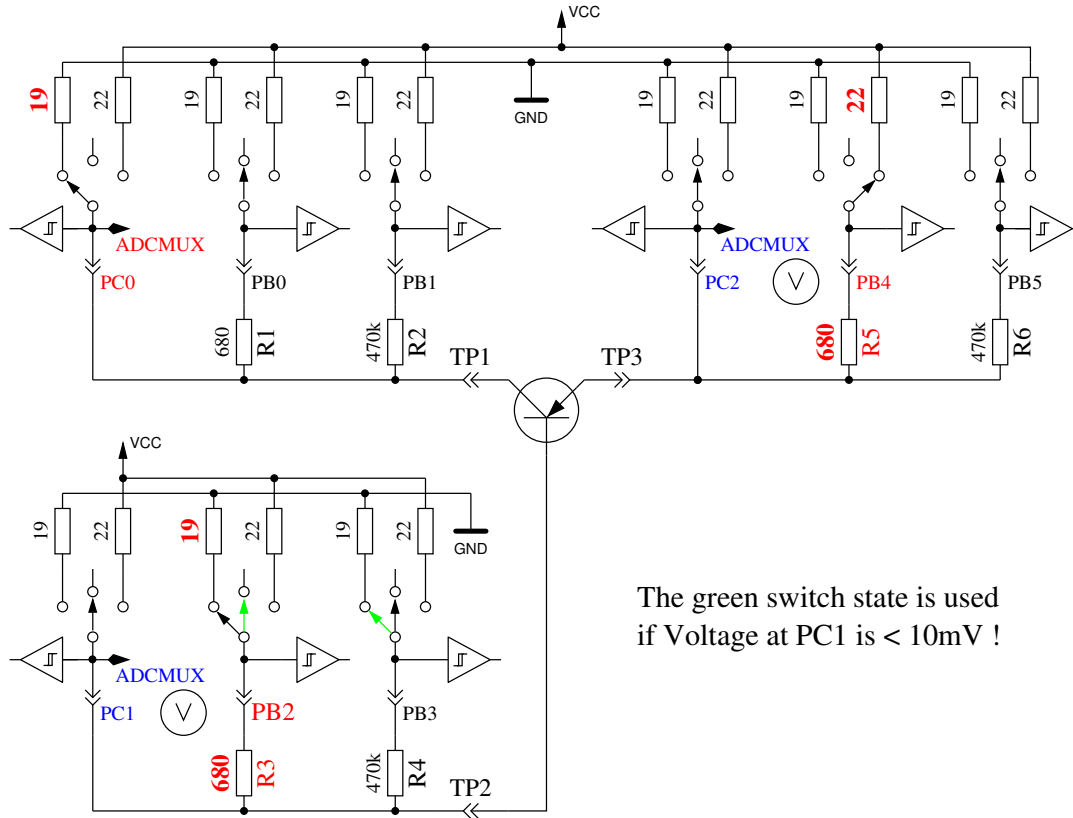 VCC
GND
19
22
19
22
19
22
19
22
19
22
19
22
ADCMUX
ADCMUX
PC0
PB0
PB1
PC2
V
PB4
PB5
680
R1
470k
R2
680
R5
470k
R6
TP1
TP3
VCC
GND
19
22
19
22
19
22
The green switch state is used
if Voltage at PC1 is < 10mV !
ADCMUX
PC1
V
PB2
PB3
680
R3
470k
R4
TP2